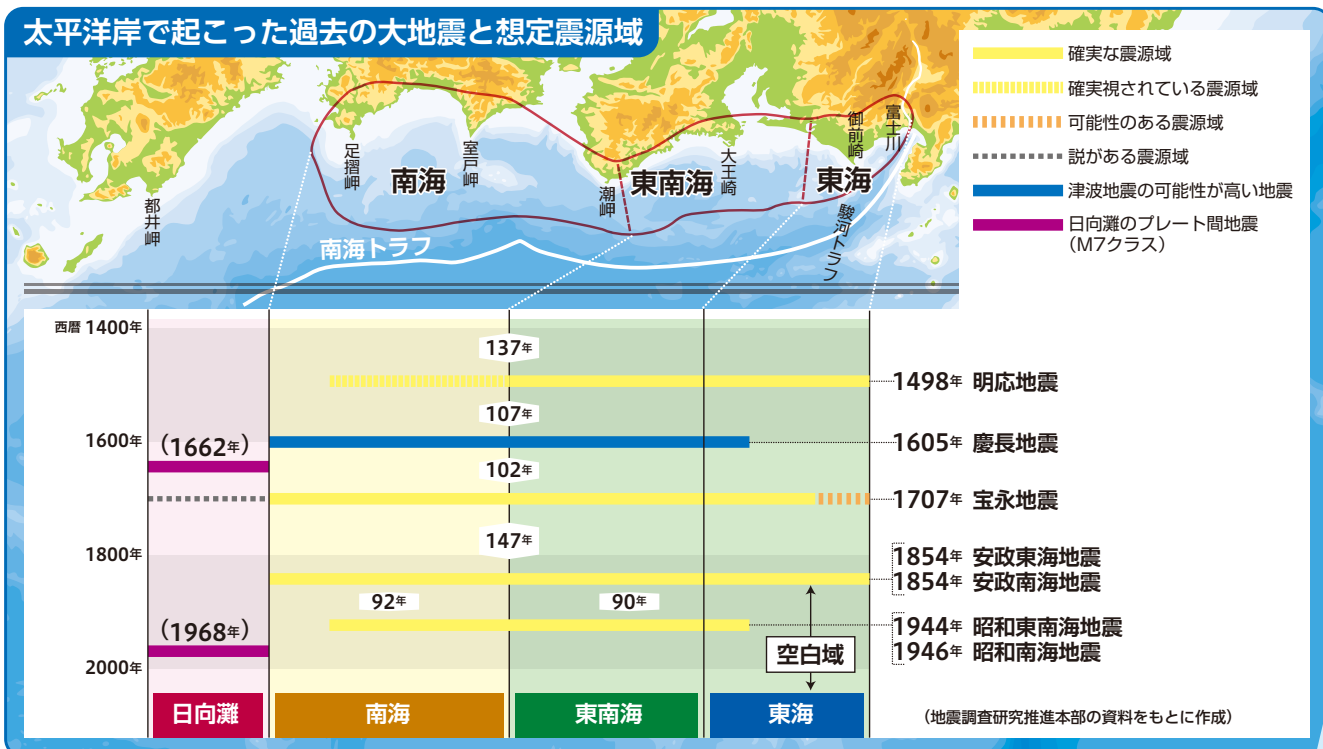 太平洋岸で起こった過去の大地震と想定震源域
確実な震源域
確実視されている震源域
可能性のある震源域
説がある震源域
津波地震の可能性が高い地震
日向灘のプレート間地震
（M7クラス）
都井岬
足摺岬
南海
室戸岬
潮岬
東南海
大王崎
東海
御前崎
富士川
駿河トラフ
南海トラフ
西暦 1400年
137年
1498年 明応地震
107年
1600年
（1662年）
1605年 慶長地震
102年
1707年 宝永地震
147年
1800年
1854年 安政東海地震
1854年 安政南海地震
92年
90年
（1968年）
1944年 昭和東南海地震
1946年 昭和南海地震
空白域
2000年
日向灘
南海
東南海
東海
（地震調査研究推進本部の資料をもとに作成）